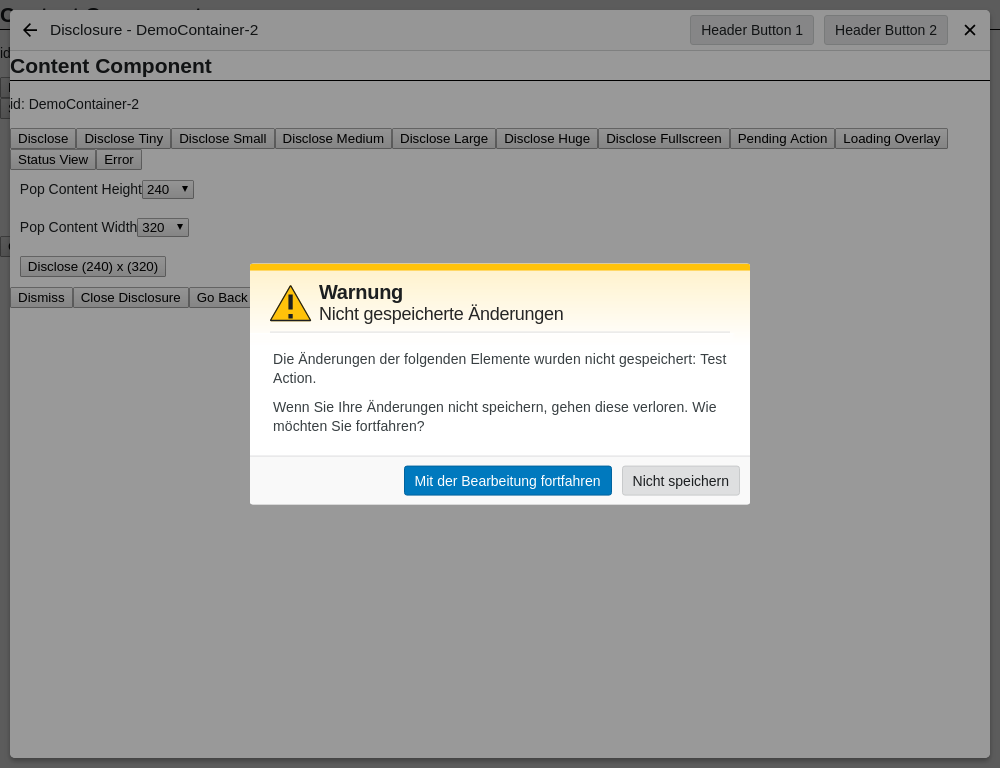 Disclosure - DemoContainer-2
Header Button 1
Header Button 2
Content Component
id: DemoContainer-2
Disclose Disclose Tiny Disclose Small Disclose Medium Disclose Large Disclose Huge Disclose Fullscreen Pending Action Loading Overlay
Status View Error
Pop Content Height 240
Pop Content Width 320
Disclose (240) x (320)
Dismiss Close Disclosure Go Back
Warnung
Nicht gespeicherte Änderungen
Die Änderungen der folgenden Elemente wurden nicht gespeichert: Test
Action.
Wenn Sie Ihre Änderungen nicht speichern, gehen diese verloren. Wie
möchten Sie fortfahren?
Mit der Bearbeitung fortfahren
Nicht speichern